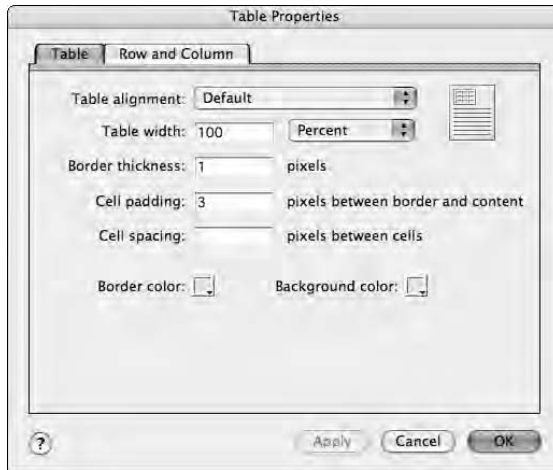 Table Properties
Table Row and Column
Table alignment: Default
Table width: 100 Percent
Border thickness: 1 pixels
Cell padding: 3 pixels between border and content
Cell spacing: pixels between cells
Border color: Background color:
? Apply Cancel OK